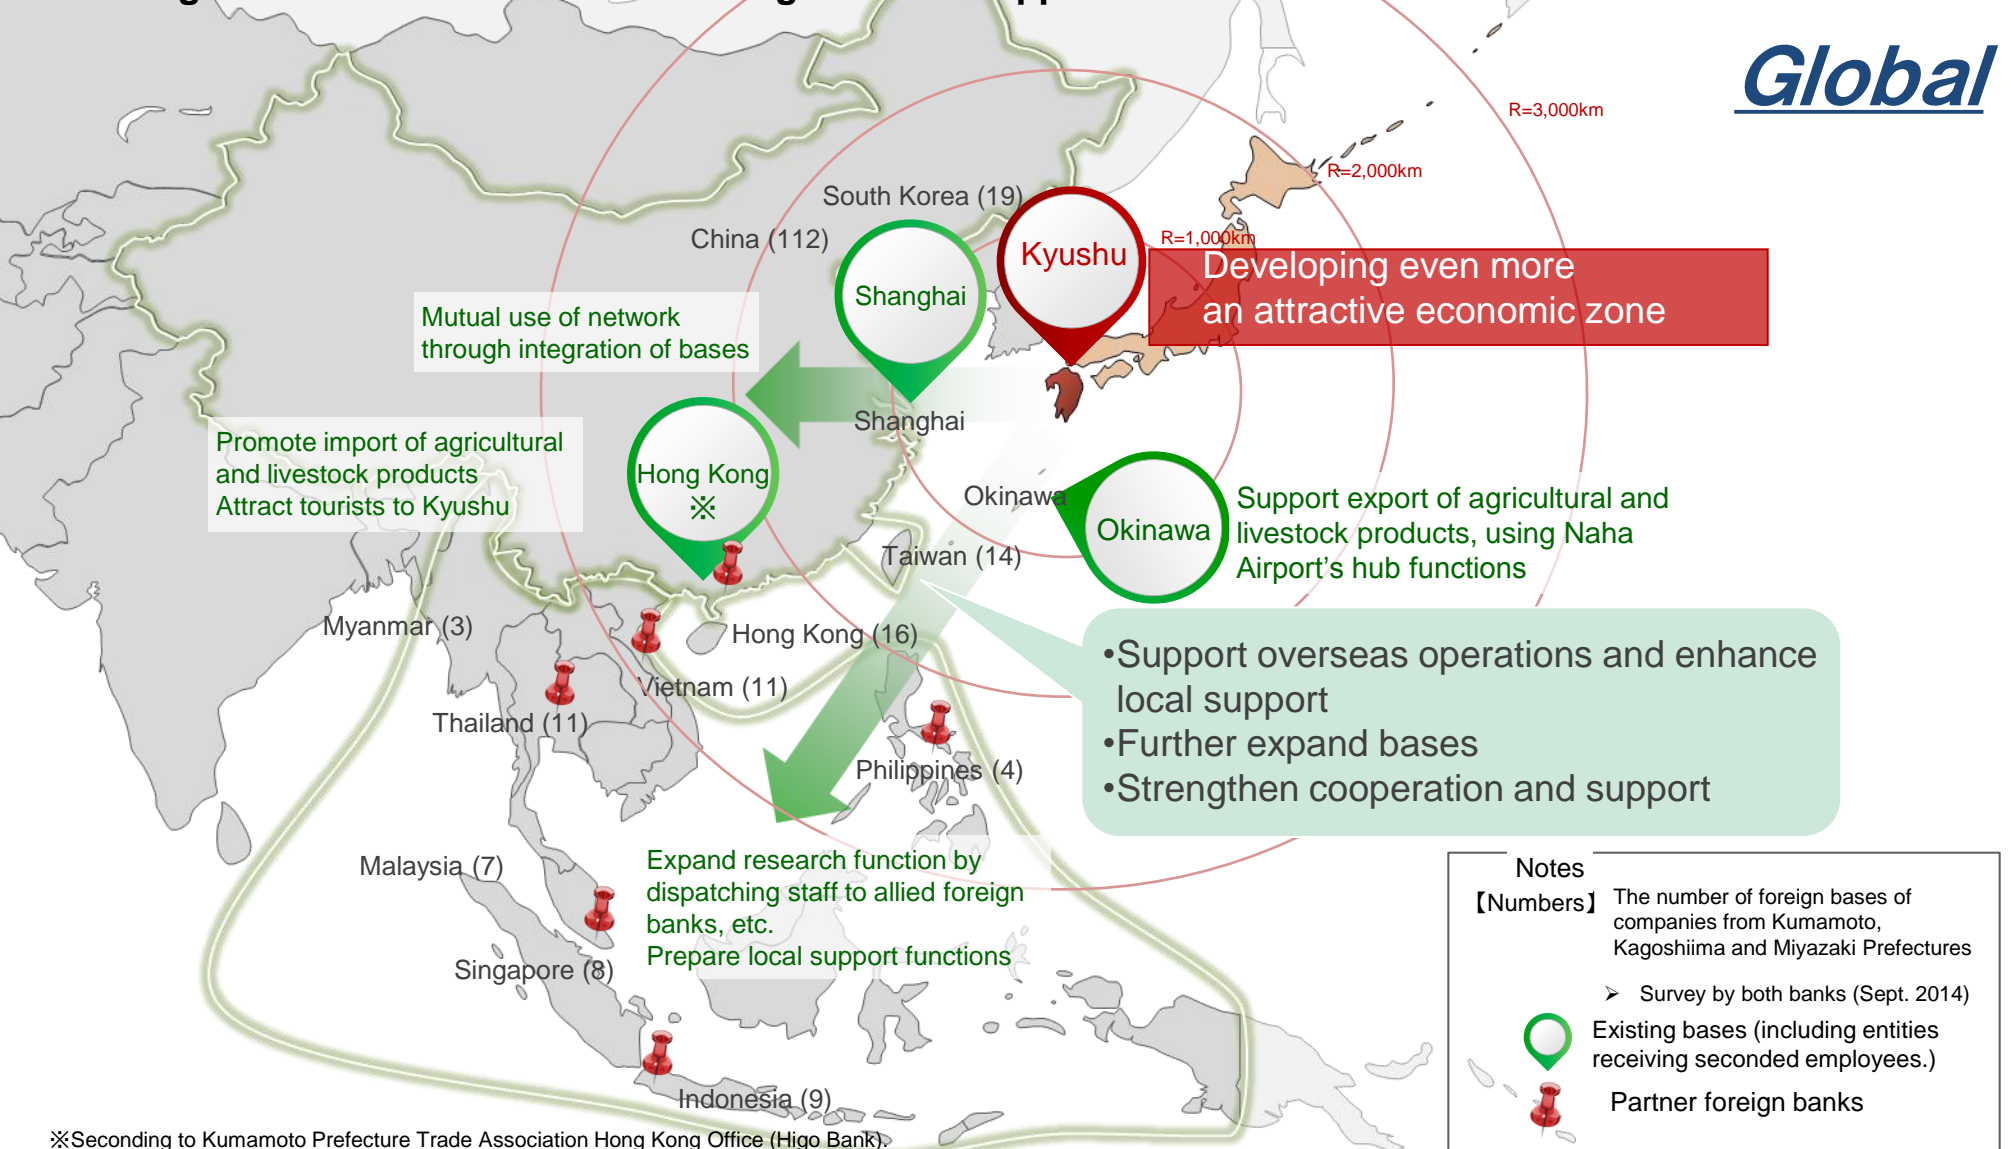 Global
R=3,000km
R=2,000km
R=1,000km
South Korea (19)
China (112)
Kyushu
Shanghai
Developing even more
an attractive economic zone
Mutual use of network
through integration of bases
Shanghai
Promote import of agricultural
and livestock products
Attract tourists to Kyushu
Hong Kong
※
Okinawa
Okinawa
Support export of agricultural and
livestock products, using Naha
Airport’s hub functions
Taiwan (14)
Myanmar (3)
Hong Kong (16)
Vietnam (11)
Thailand (11)
Philippines (4)
•Support overseas operations and enhance
local support
•Further expand bases
•Strengthen cooperation and support
Malaysia (7)
Expand research function by
dispatching staff to allied foreign
banks, etc.
Prepare local support functions
Singapore (8)
Indonesia (9)
Notes
【Numbers】
The number of foreign bases of
companies from Kumamoto,
Kagoshiima and Miyazaki Prefectures
➢ Survey by both banks (Sept. 2014)
Existing bases (including entities
receiving seconded employees.)
Partner foreign banks
※Seconding to Kumamoto Prefecture Trade Association Hong Kong Office (Higo Bank).